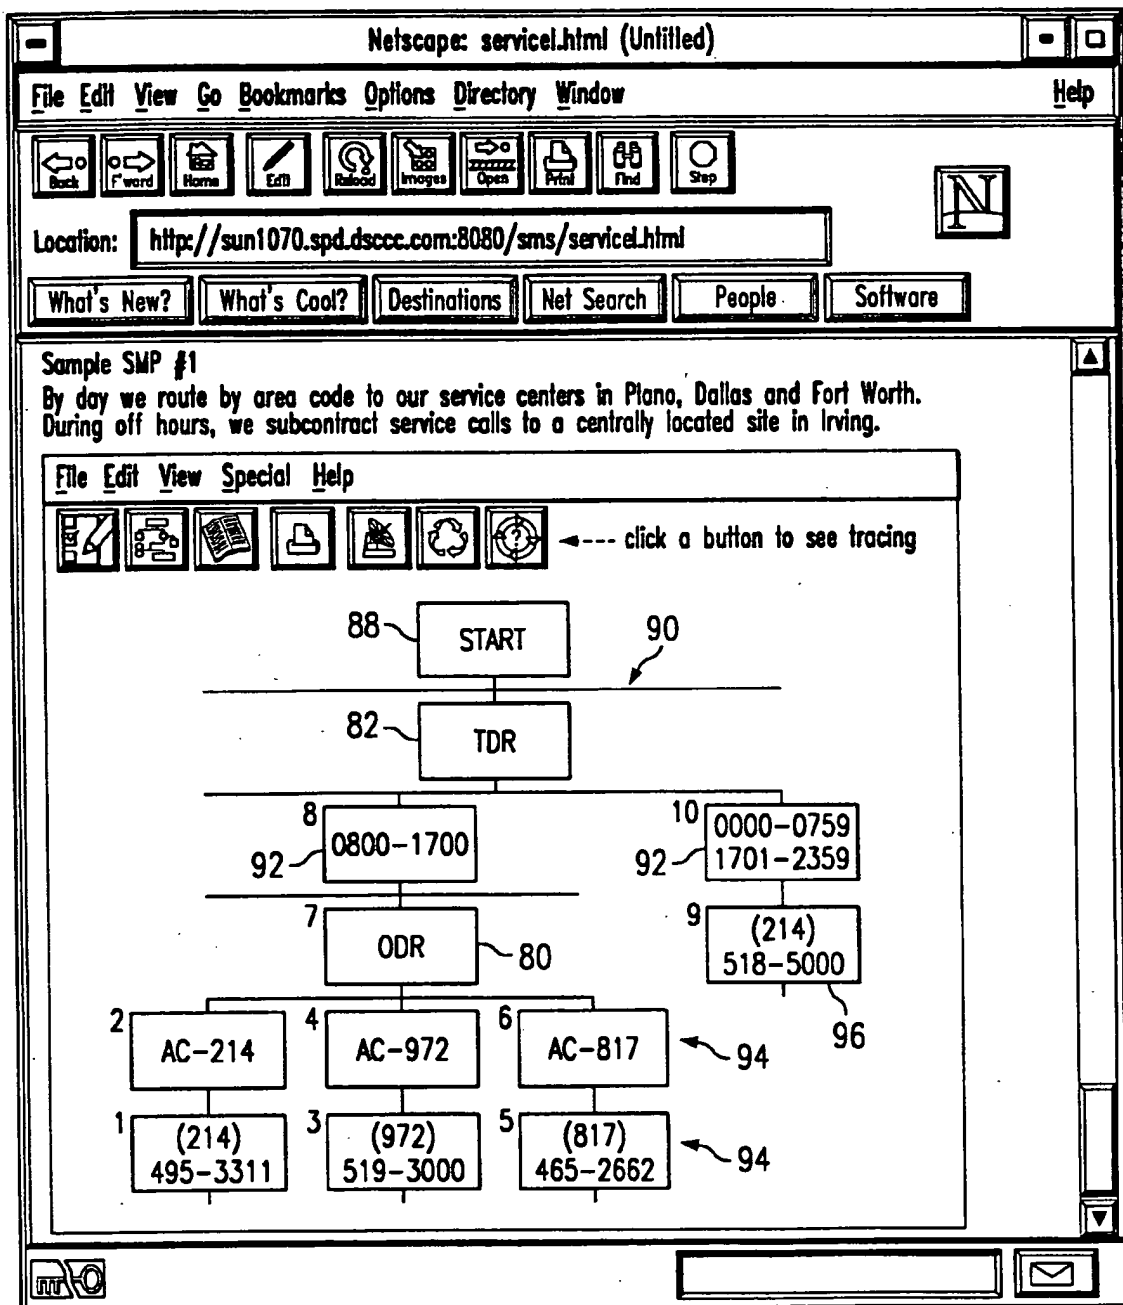 Netscape: service1.html (Untitled)
File Edit View Go Bookmarks Options Directory Window Help
Back F'ward Home Edit Reload Images Open Print Find Stop
N
Location: http://sun1070.spd.dsccc.com:8080/sms/service1.html
What's New? What's Cool? Destinations Net Search People Software
Sample SMP #1
By day we route by area code to our service centers in Plano, Dallas and Fort Worth.
During off hours, we subcontract service calls to a centrally located site in Irving.
File Edit View Special Help
click a button to see tracing
88 START
90
82 TDR
8 10
0800-1700 0000-0759
92 92 1701-2359
7 9
ODR 80 (214)
518-5000
96
2 4 6
AC-214 AC-972 AC-817 94
1 3 5
(214) (972) (817) 94
495-3311 519-3000 465-2662